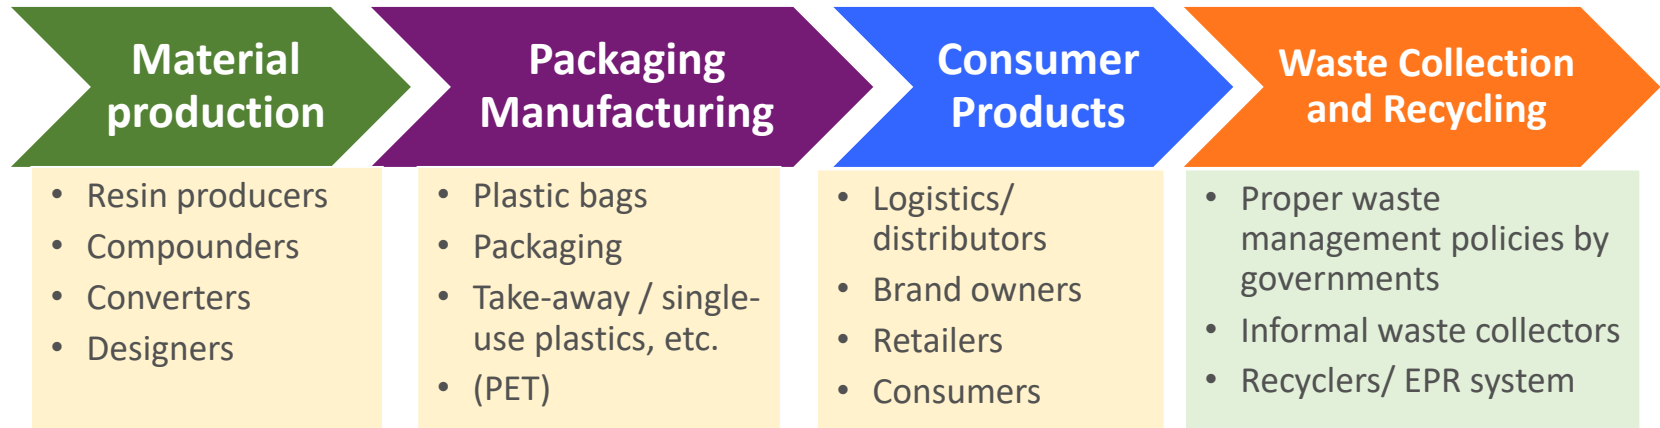 Material
production
• Resin producers
• Compounders
• Converters
• Designers
Packaging
Manufacturing
• Plastic bags
• Packaging
• Take-away / single-
use plastics, etc.
• (PET)
Consumer
Products
• Logistics/
distributors
• Brand owners
• Retailers
• Consumers
Waste Collection
and Recycling
• Proper waste
management policies by
governments
• Informal waste collectors
• Recyclers/ EPR system